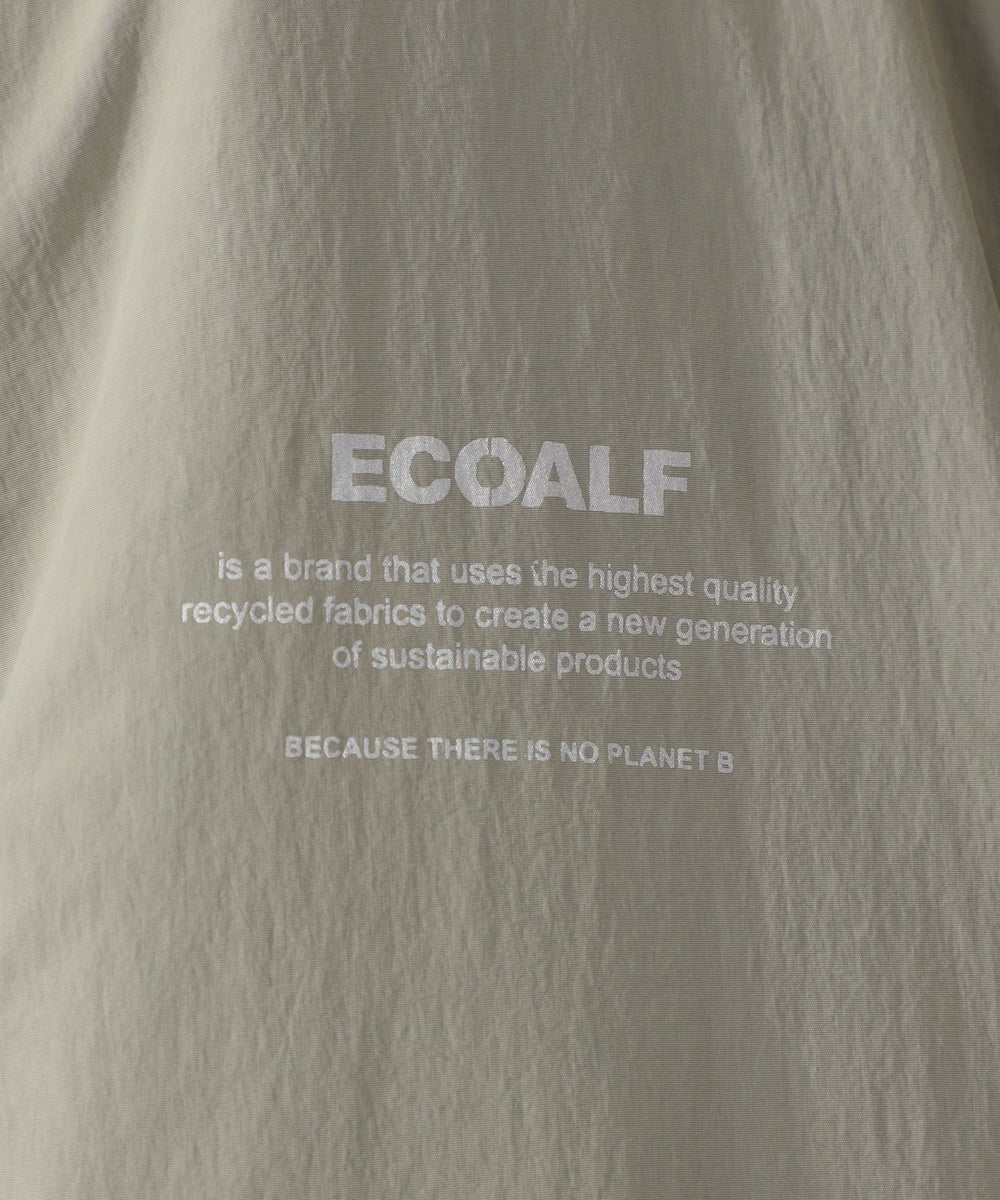 ECOALF
is a brand that uses the highest quality
recycled fabrics to create a new generation
of sustainable products
BECAUSE THERE IS NO PLANET B